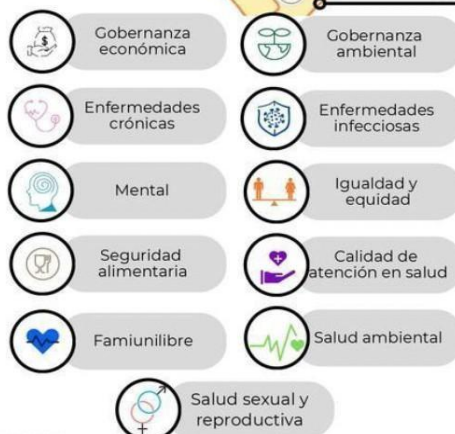 Gobernanza
económica
Gobernanza
ambiental
Enfermedades
crónicas
Enfermedades
infecciosas
Mental
Igualdad y
equidad
Seguridad
alimentaria
Calidad de
atención en salud
Famiunilibre
Salud ambiental
Salud sexual y
reproductiva